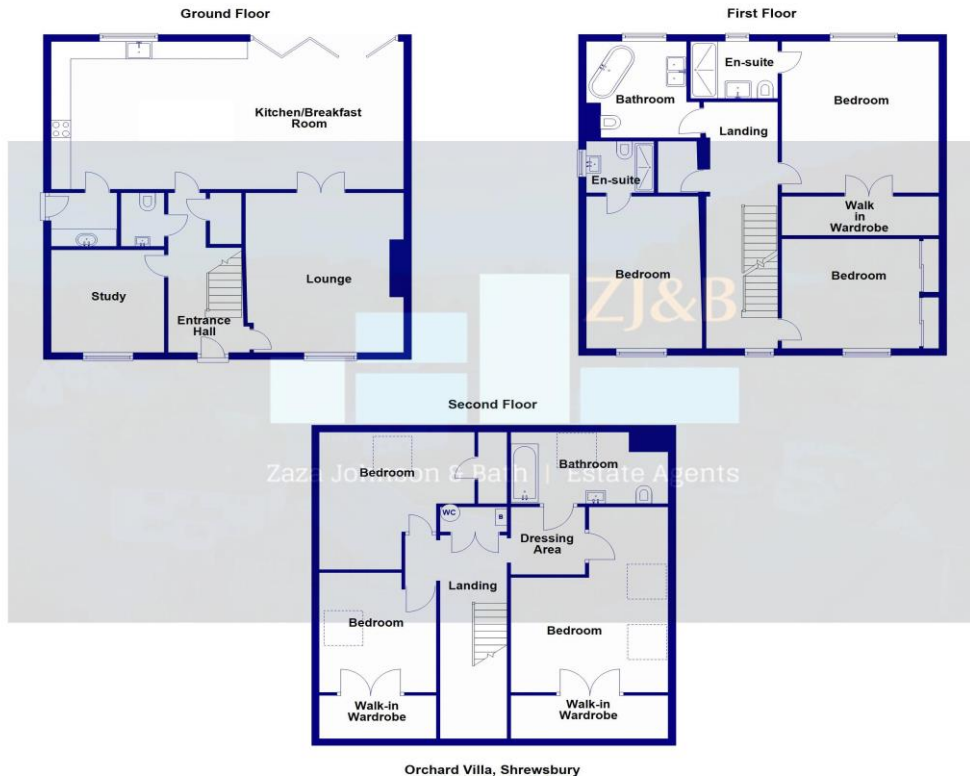 Ground Floor
Kitchen/Breakfast
Room
Study
Entrance
Hall
Lounge
First Floor
En-suite
Bathroom
Bedroom
Landing
En-suite
Walk
in
Wardrobe
Bedroom
Bedroom
ZJ&B
Second Floor
Bedroom
Bathroom
Zaza Johnson & Bath | Estate Agents
WC
B
Dressing
Area
Landing
Bedroom
Bedroom
Walk-in
Wardrobe
Walk-in
Wardrobe
Orchard Villa, Shrewsbury